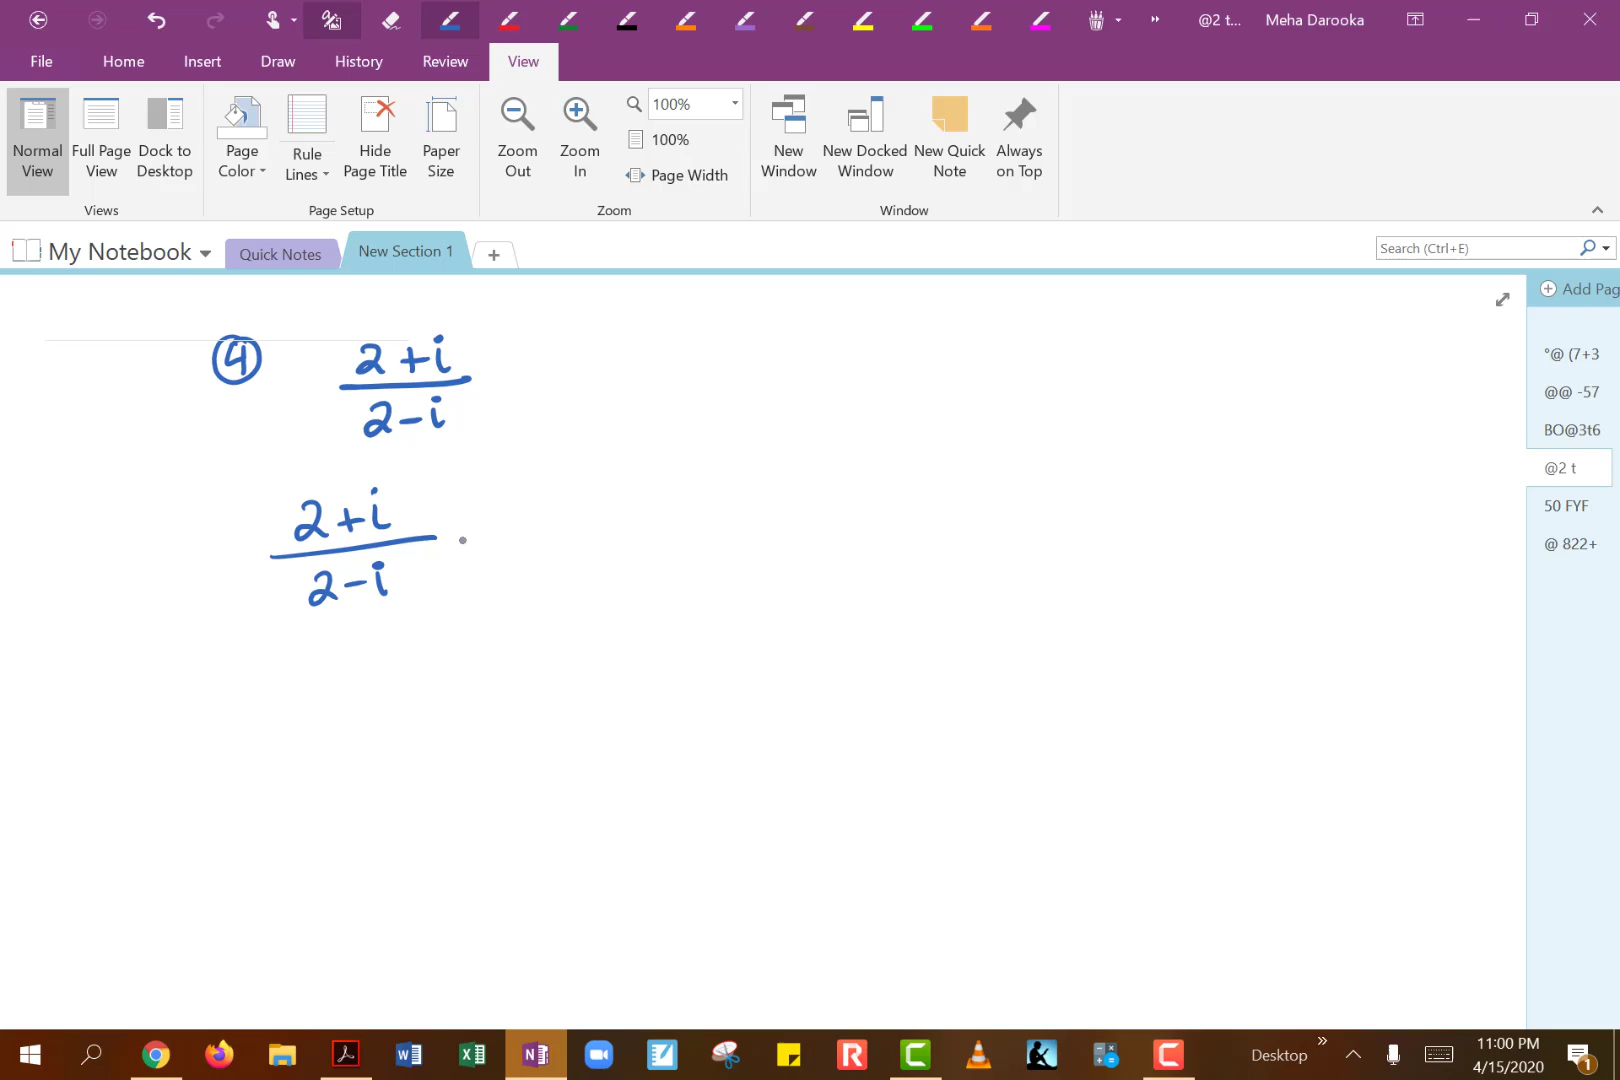 @2 t... Meha Darooka
File Home Insert Draw History Review View
Normal View Full Page View Dock to Desktop Page Color Rule Lines Hide Page Title Paper Size Zoom Out Zoom In 100% 100% Page Width New Window New Docked Window New Quick Note Always on Top
Views Page Setup Zoom Window
My Notebook Quick Notes New Section 1 + Search (Ctrl+E)
Add Pag
°@ (7+3
@@ -57
BO@3t6
@2 t
50 FYF
@ 822+
4
2 + i
2 - i
2 + i
2 - i
Desktop 11:00 PM
4/15/2020 1